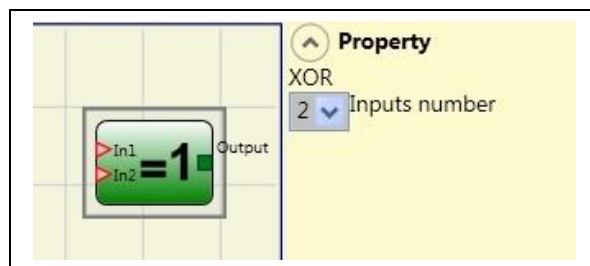 In1
In2
=1
Output
Property
XOR
2
Inputs number